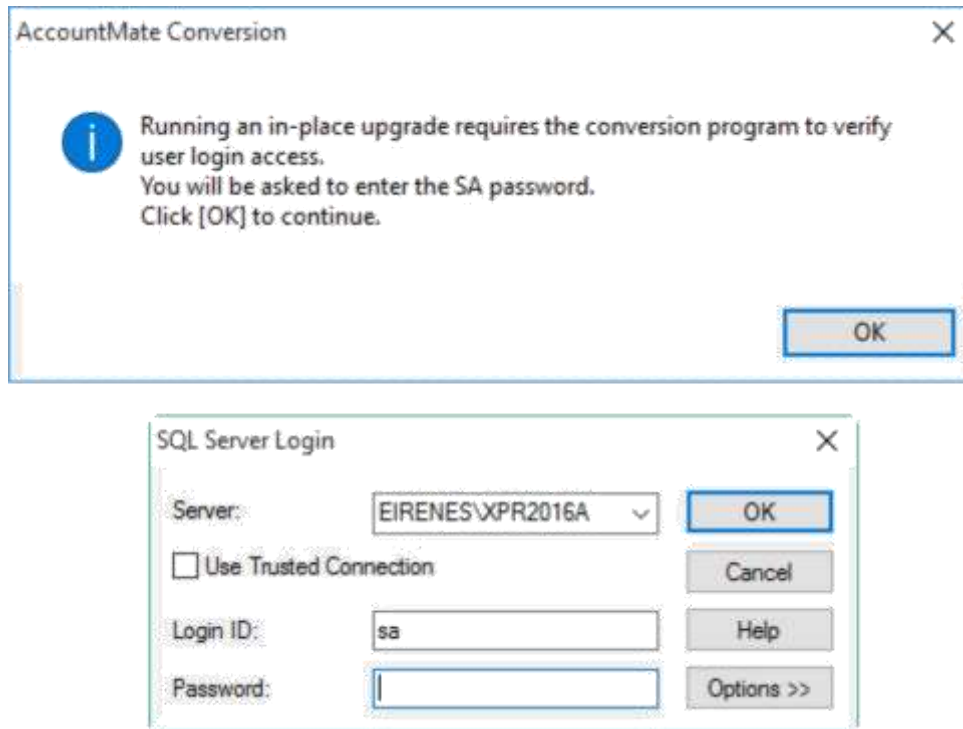 AccountMate Conversion
Running an in-place upgrade requires the conversion program to verify
user login access.
You will be asked to enter the SA password.
Click [OK] to continue.
OK
SQL Server Login
Server: EIRENES\XPR2016A OK
Use Trusted Connection Cancel
Login ID: sa Help
Password: Options >>